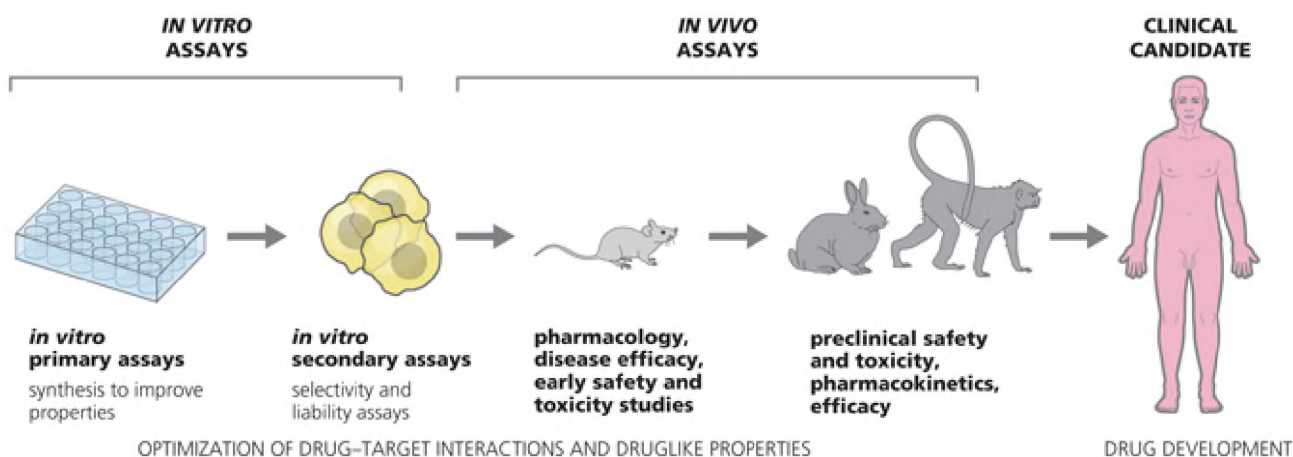 IN VITRO
ASSAYS
IN VIVO
ASSAYS
CLINICAL
CANDIDATE
in vitro
primary assays
synthesis to improve
properties
in vitro
secondary assays
selectivity and
liability assays
pharmacology,
disease efficacy,
early safety and
toxicity studies
preclinical safety
and toxicity,
pharmacokinetics,
efficacy
OPTIMIZATION OF DRUG–TARGET INTERACTIONS AND DRUGLIKE PROPERTIES
DRUG DEVELOPMENT